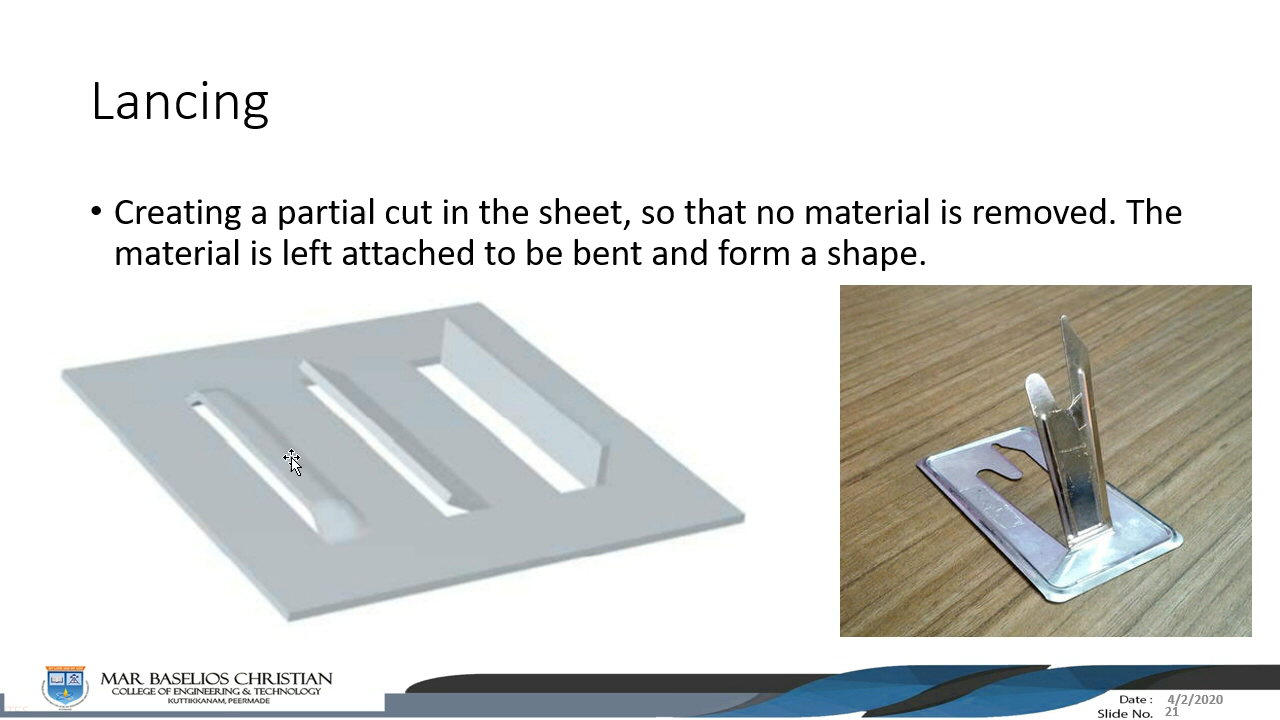 Lancing
• Creating a partial cut in the sheet, so that no material is removed. The
material is left attached to be bent and form a shape.
MAR BASELIOS CHRISTIAN
COLLEGE OF ENGINEERING & TECHNOLOGY
KUTTIKKANAM, PEERMADE
Date : 4/2/2020
Slide No. 21